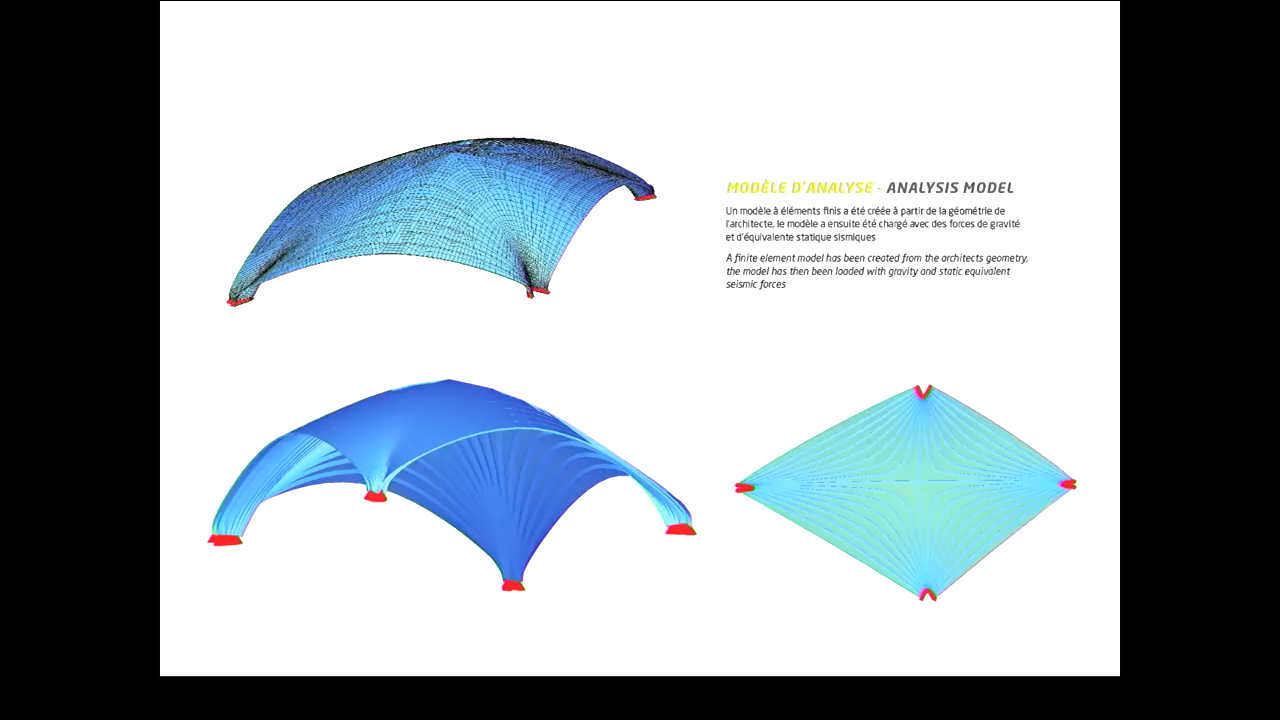 MODÈLE D'ANALYSE - ANALYSIS MODEL
Un modèle à éléments finis a été créée à partir de la géométrie de
l'architecte, le modèle a ensuite été chargé avec des forces de gravité
et d'équivalente statique sismiques
A finite element model has been created from the architects geometry,
the model has then been loaded with gravity and static equivalent
seismic forces